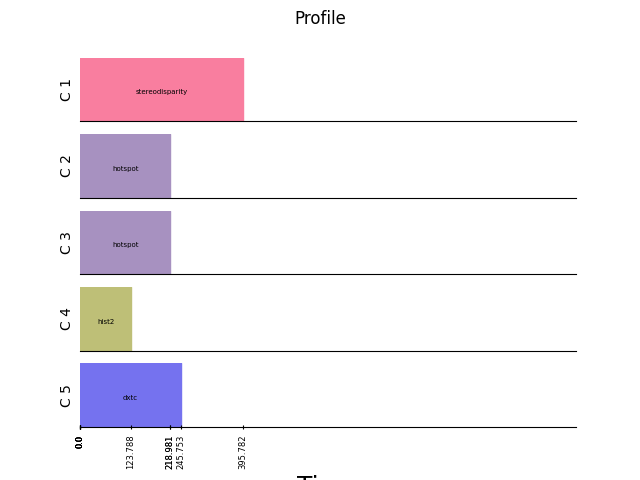 Profile
C 1
stereodisparity
C 2
hotspot
C 3
hotspot
C 4
hist2
C 5
dxtc
0.0
123.788
218.981
245.753
395.782